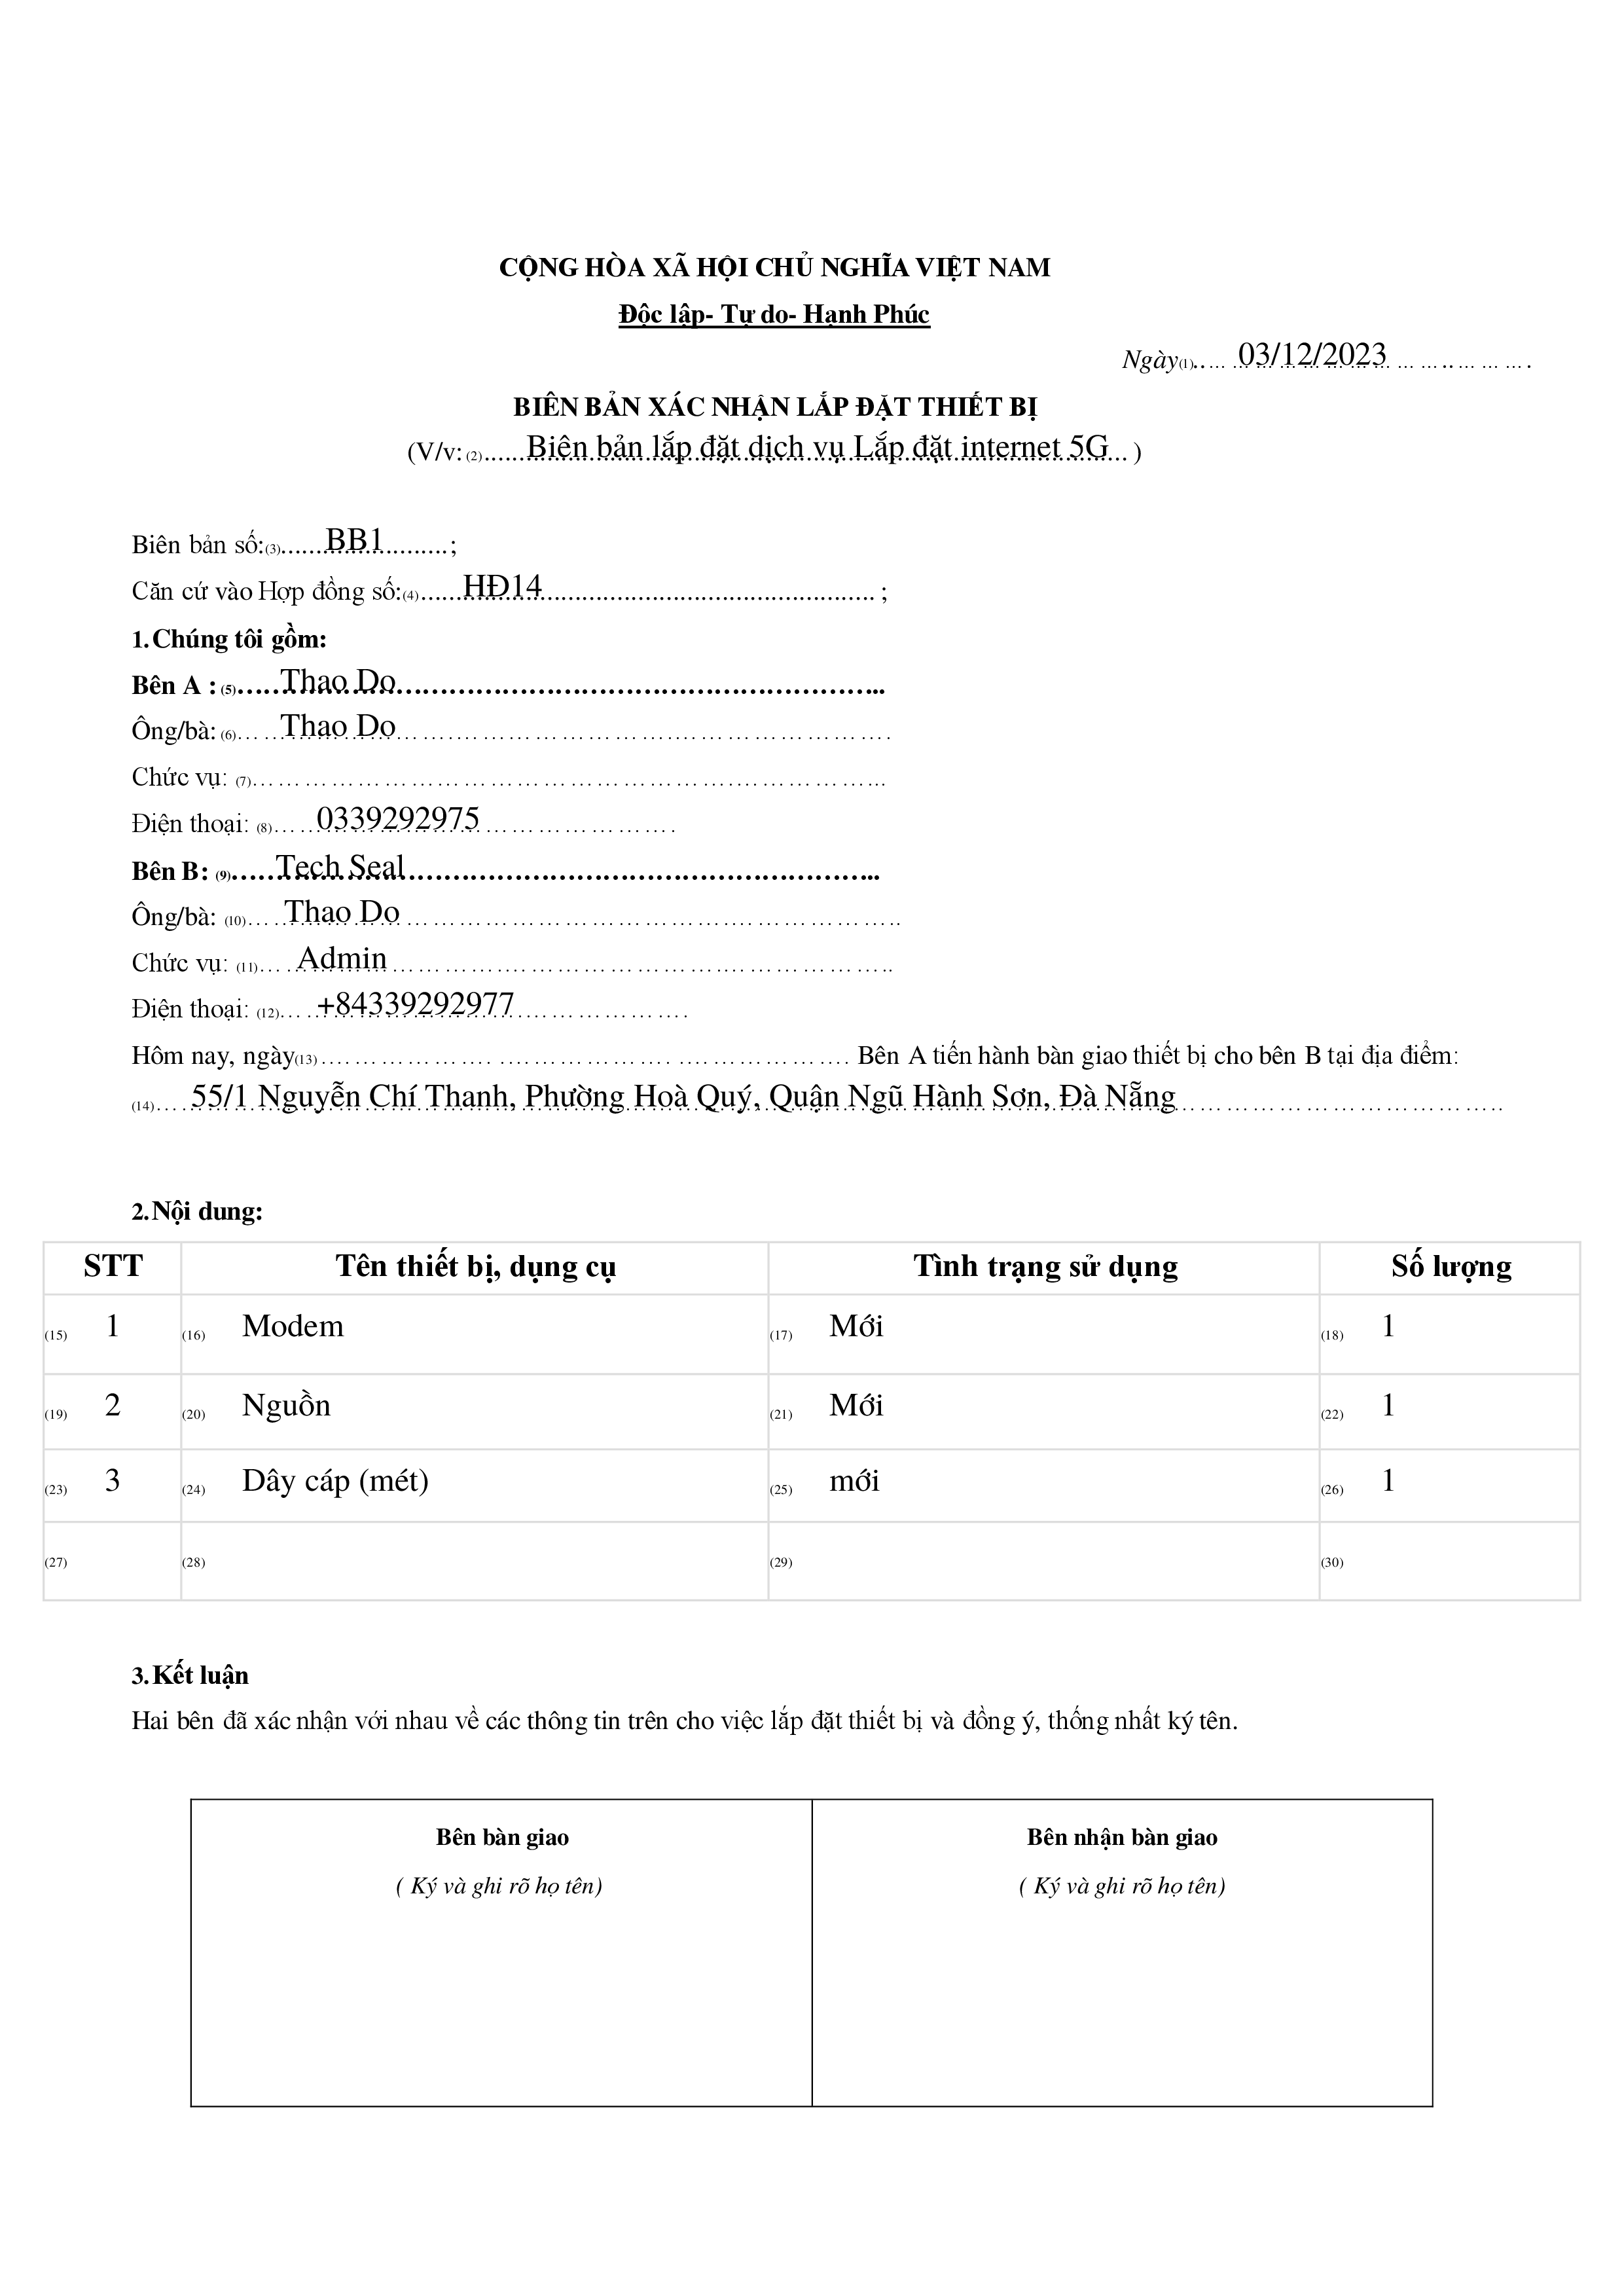 CỘNG HÒA XÃ HỘI CHỦ NGHĨA VIỆT NAM
Độc lập- Tự do- Hạnh Phúc
Ngày(1)..… 03/12/2023 ……….………….
BIÊN BẢN XÁC NHẬN LẮP ĐẶT THIẾT BỊ
(V/v: (2)......Biên bản lắp đặt dịch vụ Lắp đặt internet 5G... )
Biên bản số:(3)......BB1.........;
Căn cứ vào Hợp đồng số:(4)......HĐ14.............................. ;
1.Chúng tôi gồm:
Bên A : (5)……Thao Do…………………………………..
Ông/bà: (6)……Thao Do………………………………….
Chức vụ: (7)…………………………………………………...
Điện thoại: (8)……0339292975………………….
Bên B: (9)……Tech Seal…………………………………..
Ông/bà: (10)……Thao Do…………………………………..
Chức vụ: (11)……Admin…………………………………..
Điện thoại: (12)……+84339292977………………….
Hôm nay, ngày(13)……………….……………….………………. Bên A tiến hành bàn giao thiết bị cho bên B tại địa điểm:
(14)…55/1 Nguyễn Chí Thanh, Phường Hoà Quý, Quận Ngũ Hành Sơn, Đà Nẵng………………………..
2.Nội dung:
STT Tên thiết bị, dụng cụ Tình trạng sử dụng Số lượng
(15) 1 (16) Modem (17) Mới (18) 1
(19) 2 (20) Nguồn (21) Mới (22) 1
(23) 3 (24) Dây cáp (mét) (25) mới (26) 1
(27) (28) (29) (30)
3.Kết luận
Hai bên đã xác nhận với nhau về các thông tin trên cho việc lắp đặt thiết bị và đồng ý, thống nhất ký tên.
Bên bàn giao Bên nhận bàn giao
( Ký và ghi rõ họ tên) ( Ký và ghi rõ họ tên)